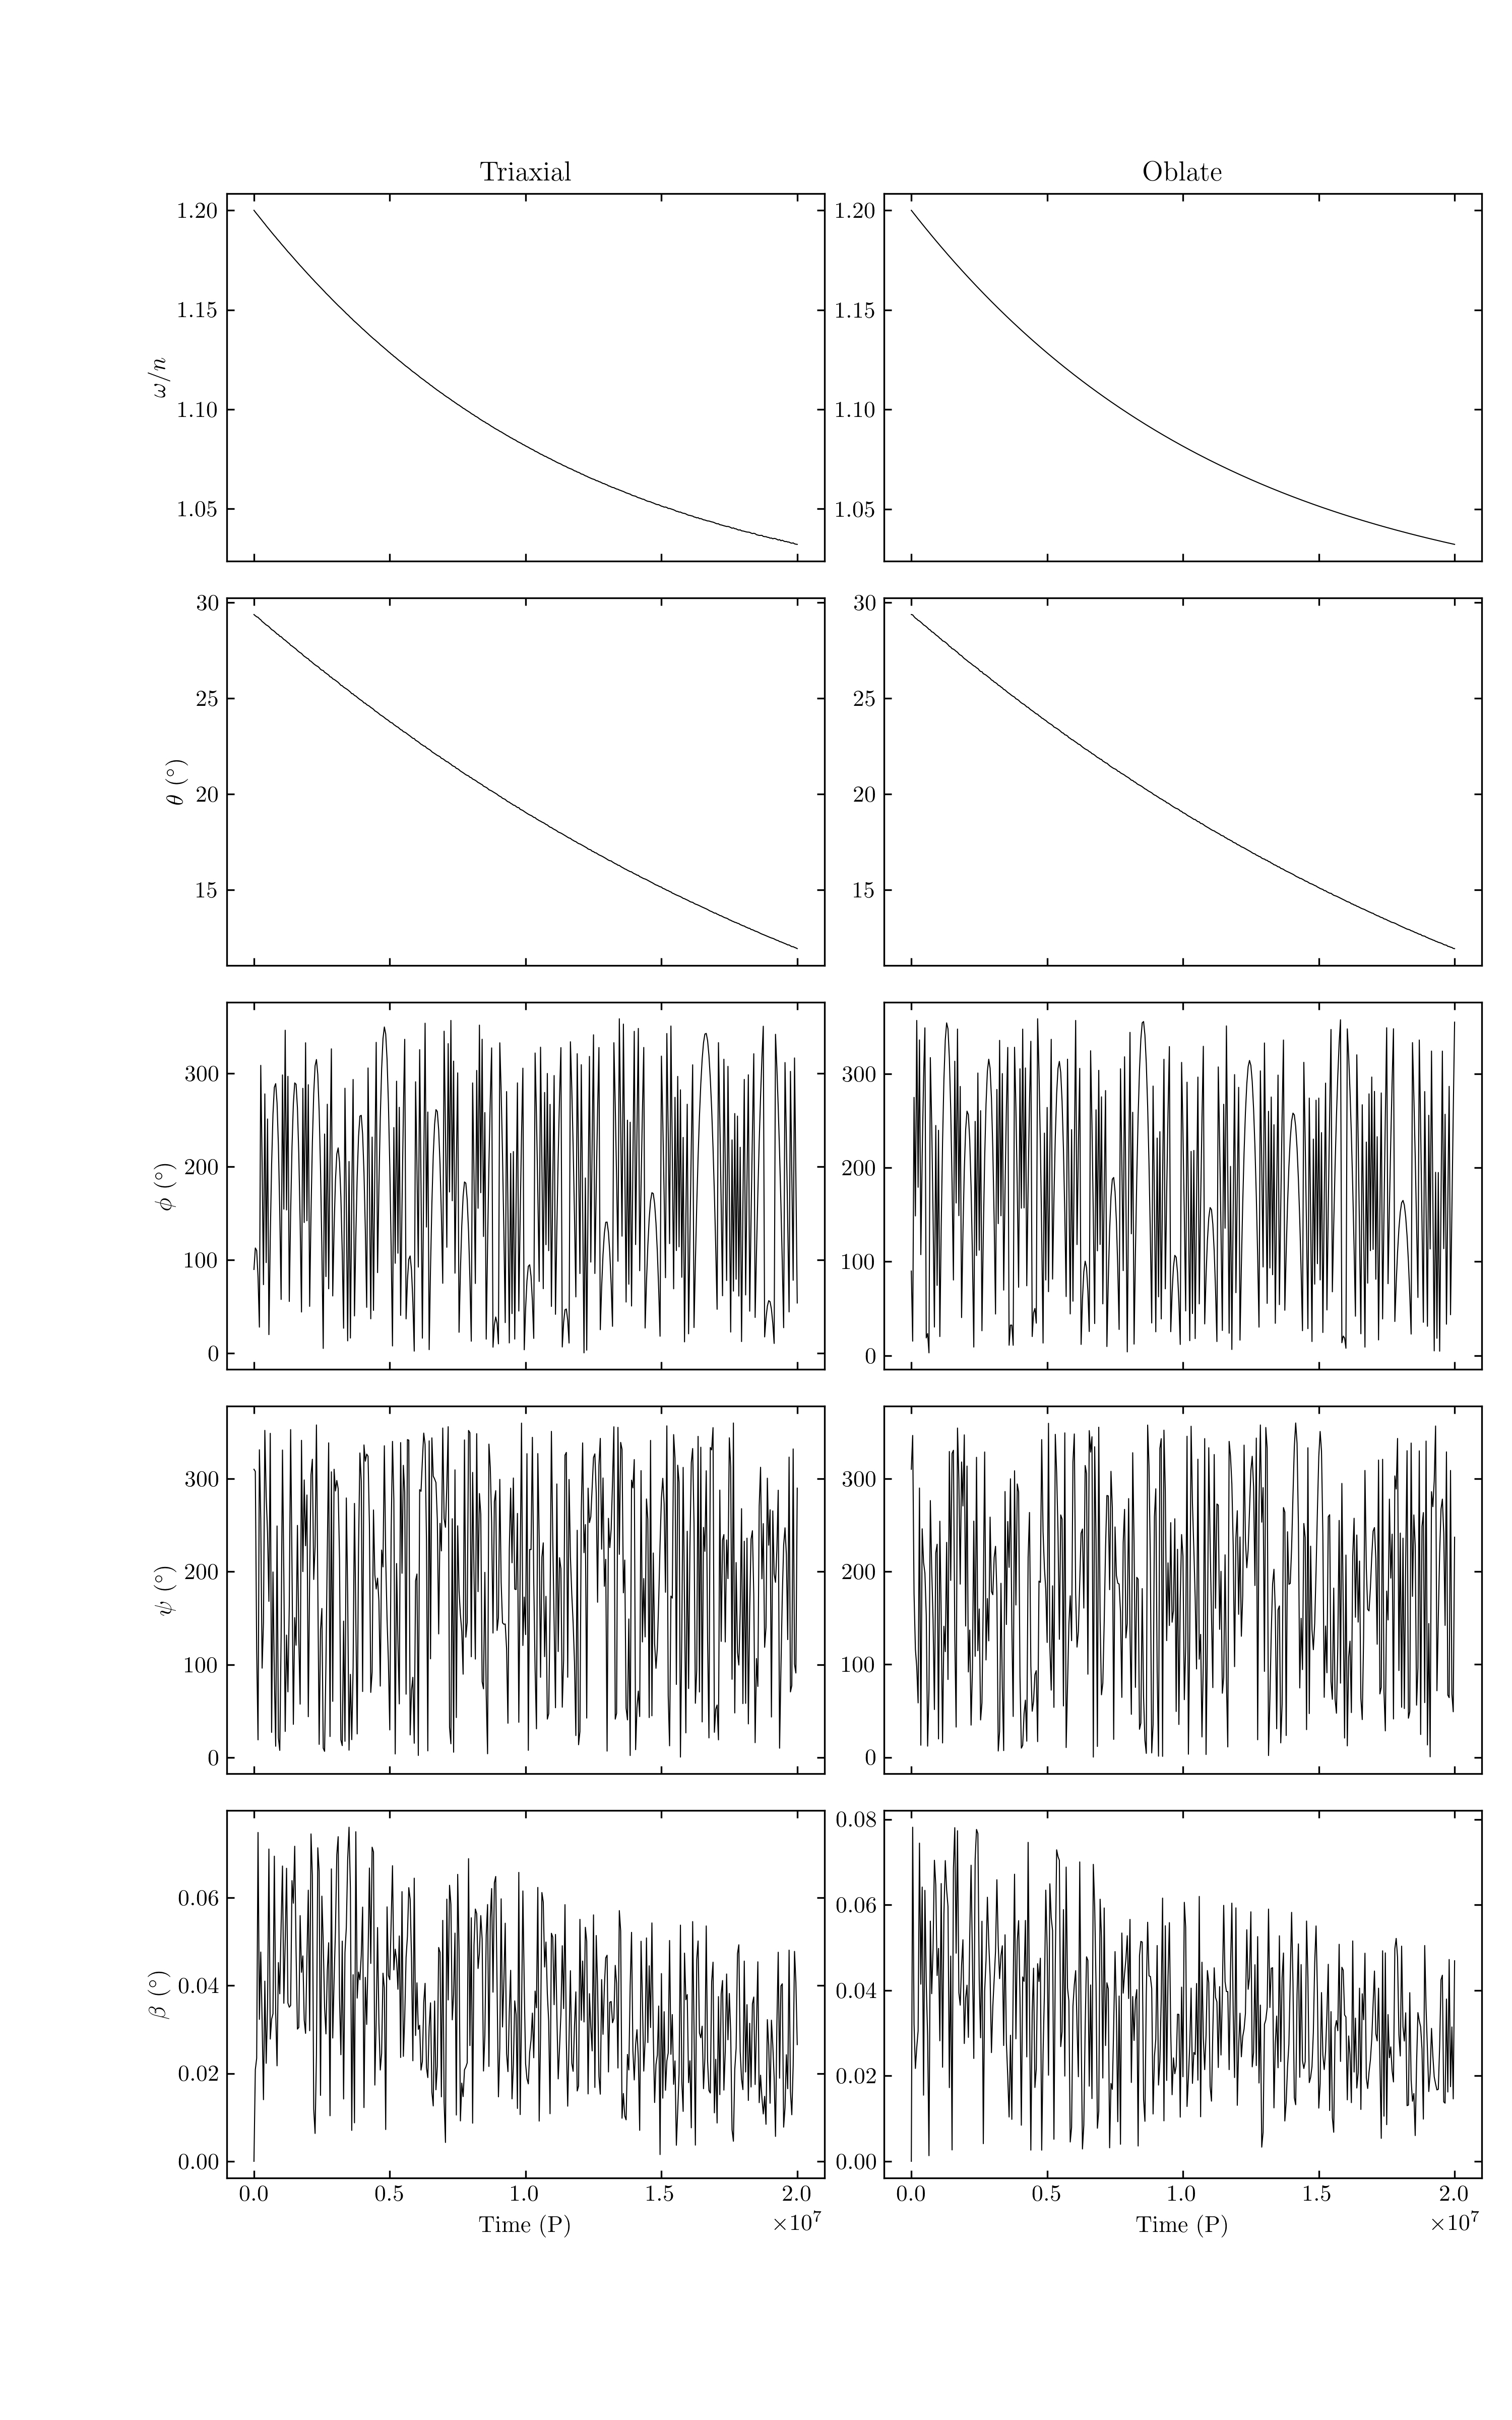 Triaxial Oblate
1.20 1.20
1.15 1.15
ω/n
1.10 1.10
1.05 1.05
30 30
25 25
θ (°)
20 20
15 15
300 300
200 200
ϕ (°)
100 100
0 0
300 300
200 200
ψ (°)
100 100
0 0
0.08
0.06 0.06
0.04 0.04
β (°)
0.02 0.02
0.00 0.00
0.0 0.5 1.0 1.5 2.0 0.0 0.5 1.0 1.5 2.0
×10⁷ ×10⁷
Time (P) Time (P)